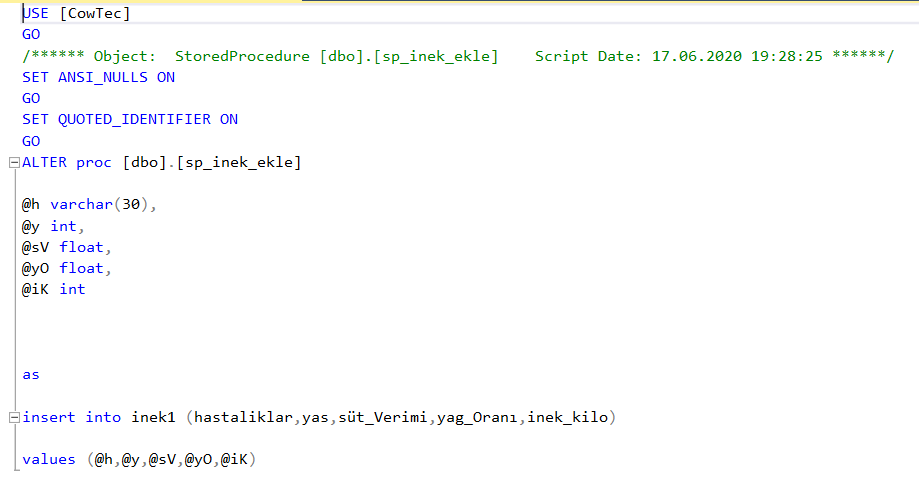 USE [CowTec]
GO
/****** Object:  StoredProcedure [dbo].[sp_inek_ekle]    Script Date: 17.06.2020 19:28:25 ******/
SET ANSI_NULLS ON
GO
SET QUOTED_IDENTIFIER ON
GO
ALTER proc [dbo].[sp_inek_ekle]
@h varchar(30),
@y int,
@sV float,
@yO float,
@iK int
as
insert into inek1 (hastaliklar,yas,süt_Verimi,yag_Oranı,inek_kilo)
values (@h,@y,@sV,@yO,@iK)